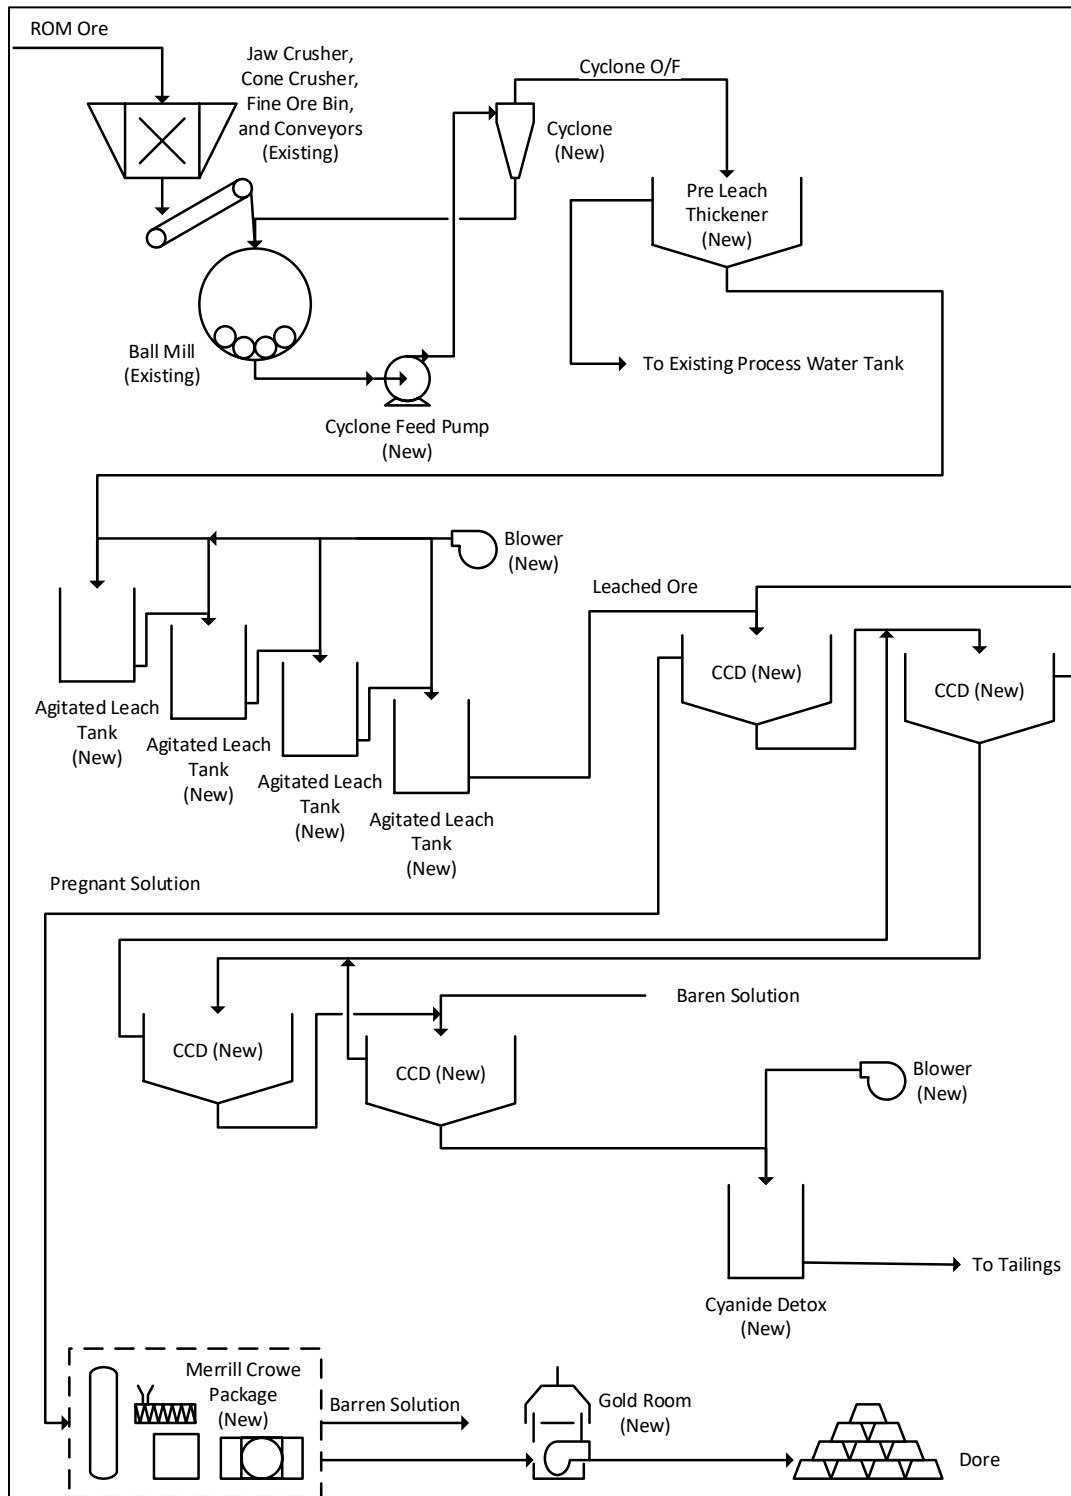 ROM Ore
Jaw Crusher,
Cone Crusher,
Fine Ore Bin,
and Conveyors
(Existing)
Cyclone O/F
Cyclone
(New)
Pre Leach
Thickener
(New)
Ball Mill
(Existing)
To Existing Process Water Tank
Cyclone Feed Pump
(New)
Blower
(New)
Leached Ore
CCD (New)
CCD (New)
Agitated Leach
Tank
(New)
Agitated Leach
Tank
(New)
Agitated Leach
Tank
(New)
Agitated Leach
Tank
(New)
Pregnant Solution
Baren Solution
CCD (New)
CCD (New)
Blower
(New)
To Tailings
Cyanide Detox
(New)
Merrill Crowe
Package
(New)
Barren Solution
Gold Room
(New)
Dore